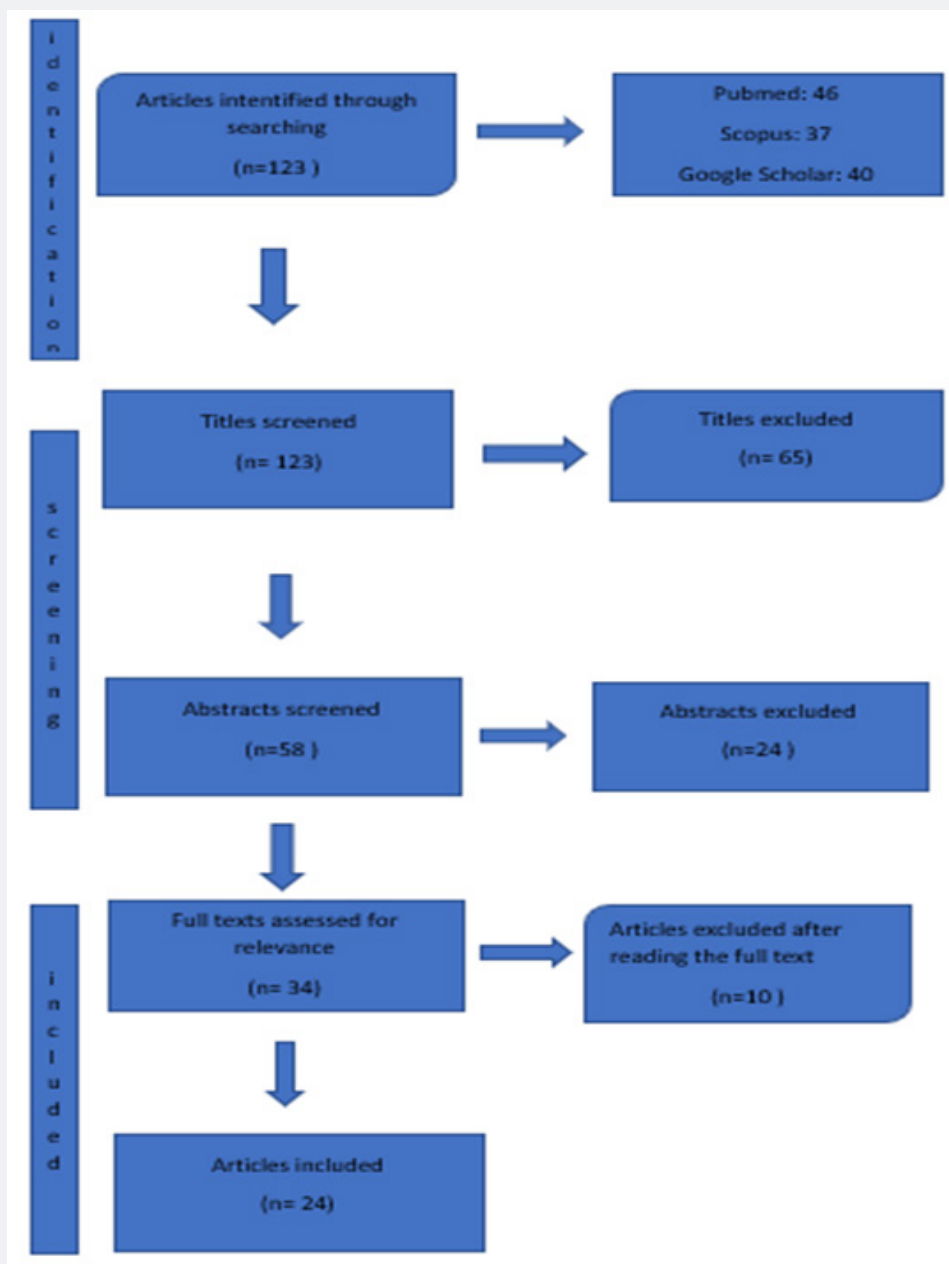 identification
Articles intentified through
searching
(n=123 )
Pubmed: 46
Scopus: 37
Google Scholar: 40
screening
Titles screened
(n= 123)
Titles excluded
(n= 65)
Abstracts screened
(n=58 )
Abstracts excluded
(n=24 )
included
Full texts assessed for
relevance
(n= 34)
Articles excluded after
reading the full text
(n=10 )
Articles included
(n= 24)